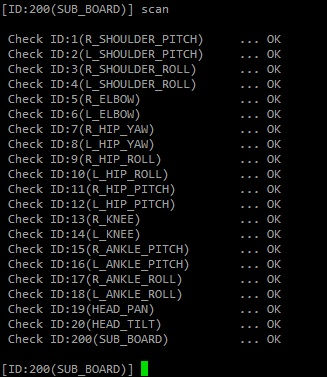 [ID:200(SUB_BOARD)] scan
Check ID:1(R_SHOULDER_PITCH) ... OK
Check ID:2(L_SHOULDER_PITCH) ... OK
Check ID:3(R_SHOULDER_ROLL) ... OK
Check ID:4(L_SHOULDER_ROLL) ... OK
Check ID:5(R_ELBOW) ... OK
Check ID:6(L_ELBOW) ... OK
Check ID:7(R_HIP_YAW) ... OK
Check ID:8(L_HIP_YAW) ... OK
Check ID:9(R_HIP_ROLL) ... OK
Check ID:10(L_HIP_ROLL) ... OK
Check ID:11(R_HIP_PITCH) ... OK
Check ID:12(L_HIP_PITCH) ... OK
Check ID:13(R_KNEE) ... OK
Check ID:14(L_KNEE) ... OK
Check ID:15(R_ANKLE_PITCH) ... OK
Check ID:16(L_ANKLE_PITCH) ... OK
Check ID:17(R_ANKLE_ROLL) ... OK
Check ID:18(L_ANKLE_ROLL) ... OK
Check ID:19(HEAD_PAN) ... OK
Check ID:20(HEAD_TILT) ... OK
Check ID:200(SUB_BOARD) ... OK
[ID:200(SUB_BOARD)]